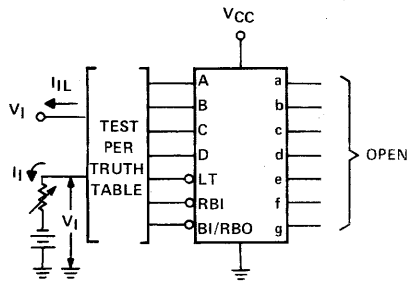 VCC
IIL
VI
II
VI
TEST
PER
TRUTH
TABLE
A
B
C
D
LT
RBI
BI/RBO
a
b
c
d
e
f
g
OPEN